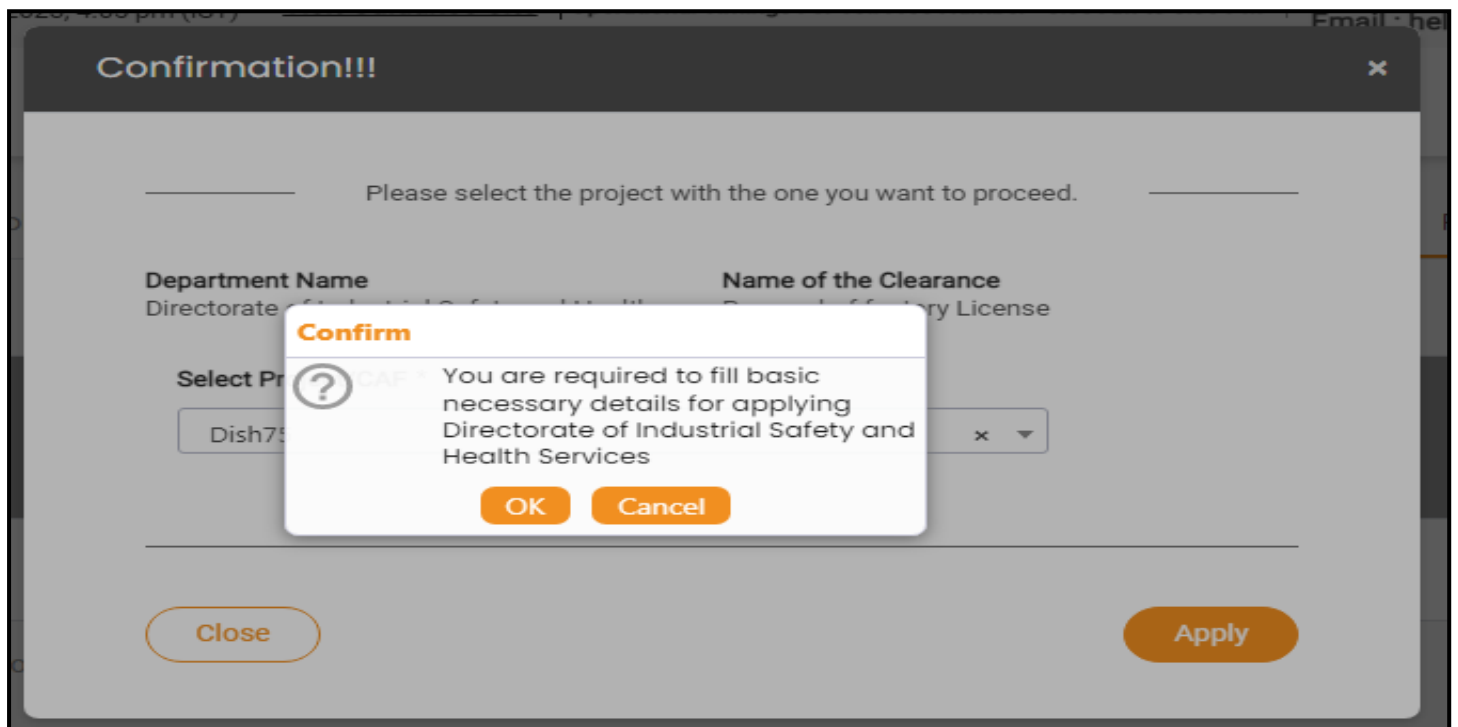 Email : hel
Confirmation!!! ×
Please select the project with the one you want to proceed.
Department Name Name of the Clearance
Directorate ry License
Select Pr CAF *
Dish75 ×
Confirm
You are required to fill basic
necessary details for applying
Directorate of Industrial Safety and
Health Services
OK Cancel
Close Apply